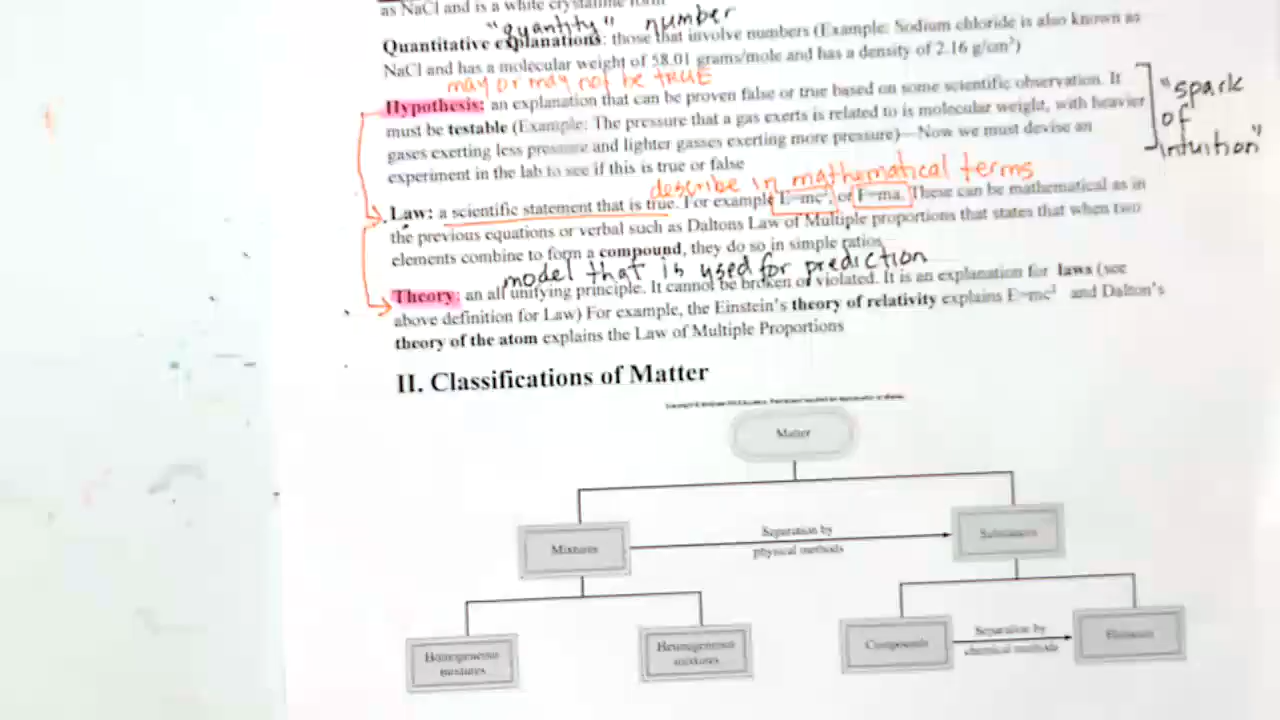 as NaCl and is a white crystalline form
"quantity" number
Quantitative explanations: those that involve numbers (Example: Sodium chloride is also known as
NaCl and has a molecular weight of 58.01 grams/mole and has a density of 2.16 g/cm³)
may or may not be true
Hypothesis: an explanation that can be proven false or true based on some scientific observation. It
must be testable (Example: The pressure that a gas exerts is related to is molecular weight, with heavier
gases exerting less pressure and lighter gasses exerting more pressure)—Now we must devise an
experiment in the lab to see if this is true or false
"spark
of
intuition"
describe in mathematical terms
Law: a scientific statement that is true. For example E=mc², or F=ma. These can be mathematical as in
the previous equations or verbal such as Daltons Law of Multiple proportions that states that when two
elements combine to form a compound, they do so in simple ratios
model that is used for prediction
Theory: an all unifying principle. It cannot be broken or violated. It is an explanation for laws (see
above definition for Law) For example, the Einstein's theory of relativity explains E=mc² and Dalton's
theory of the atom explains the Law of Multiple Proportions
II. Classifications of Matter
Matter
Separation by
physical methods
Mixtures
Substances
Homogeneous
mixtures
Heterogeneous
mixtures
Compounds
Separation by
chemical methods
Elements